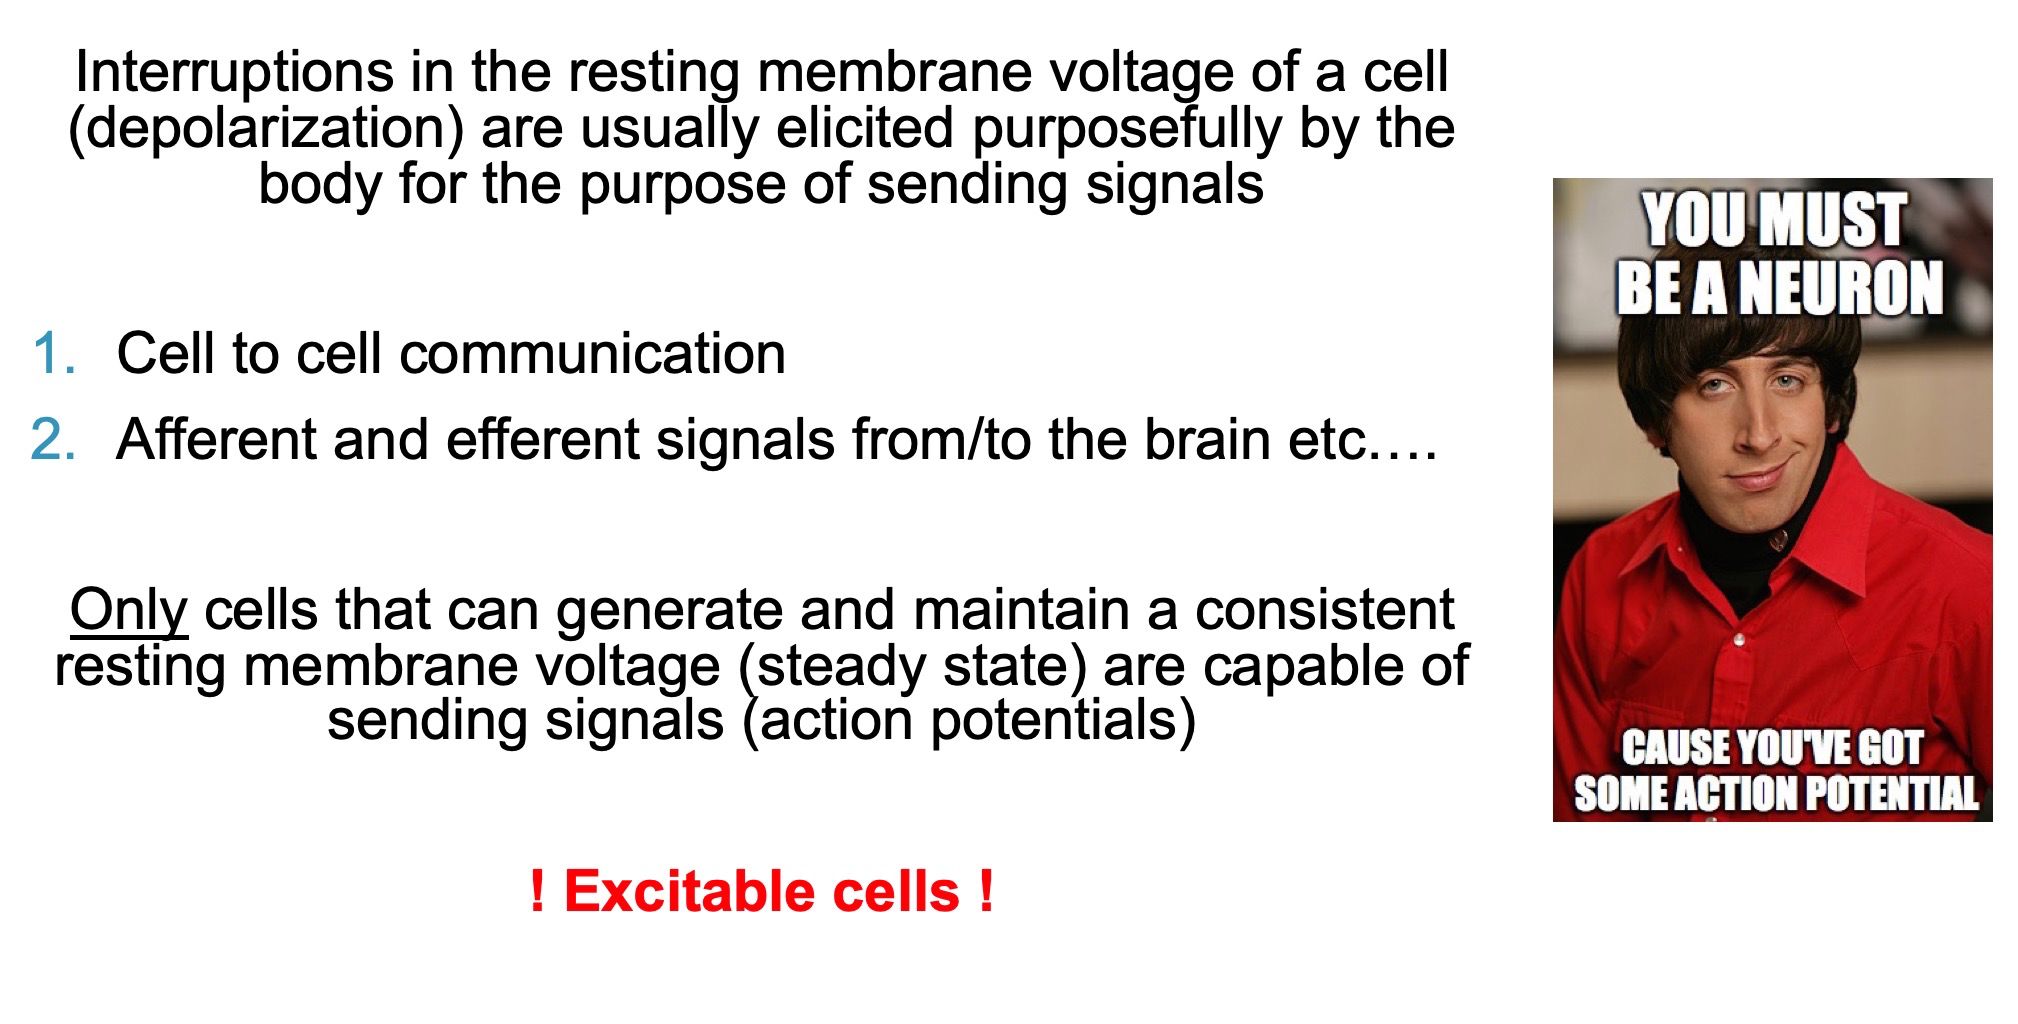 Interruptions in the resting membrane voltage of a cell
(depolarization) are usually elicited purposefully by the
body for the purpose of sending signals
1. Cell to cell communication
2. Afferent and efferent signals from/to the brain etc….
Only cells that can generate and maintain a consistent
resting membrane voltage (steady state) are capable of
sending signals (action potentials)
! Excitable cells !
YOU MUST
BE A NEURON
CAUSE YOU'VE GOT
SOME ACTION POTENTIAL